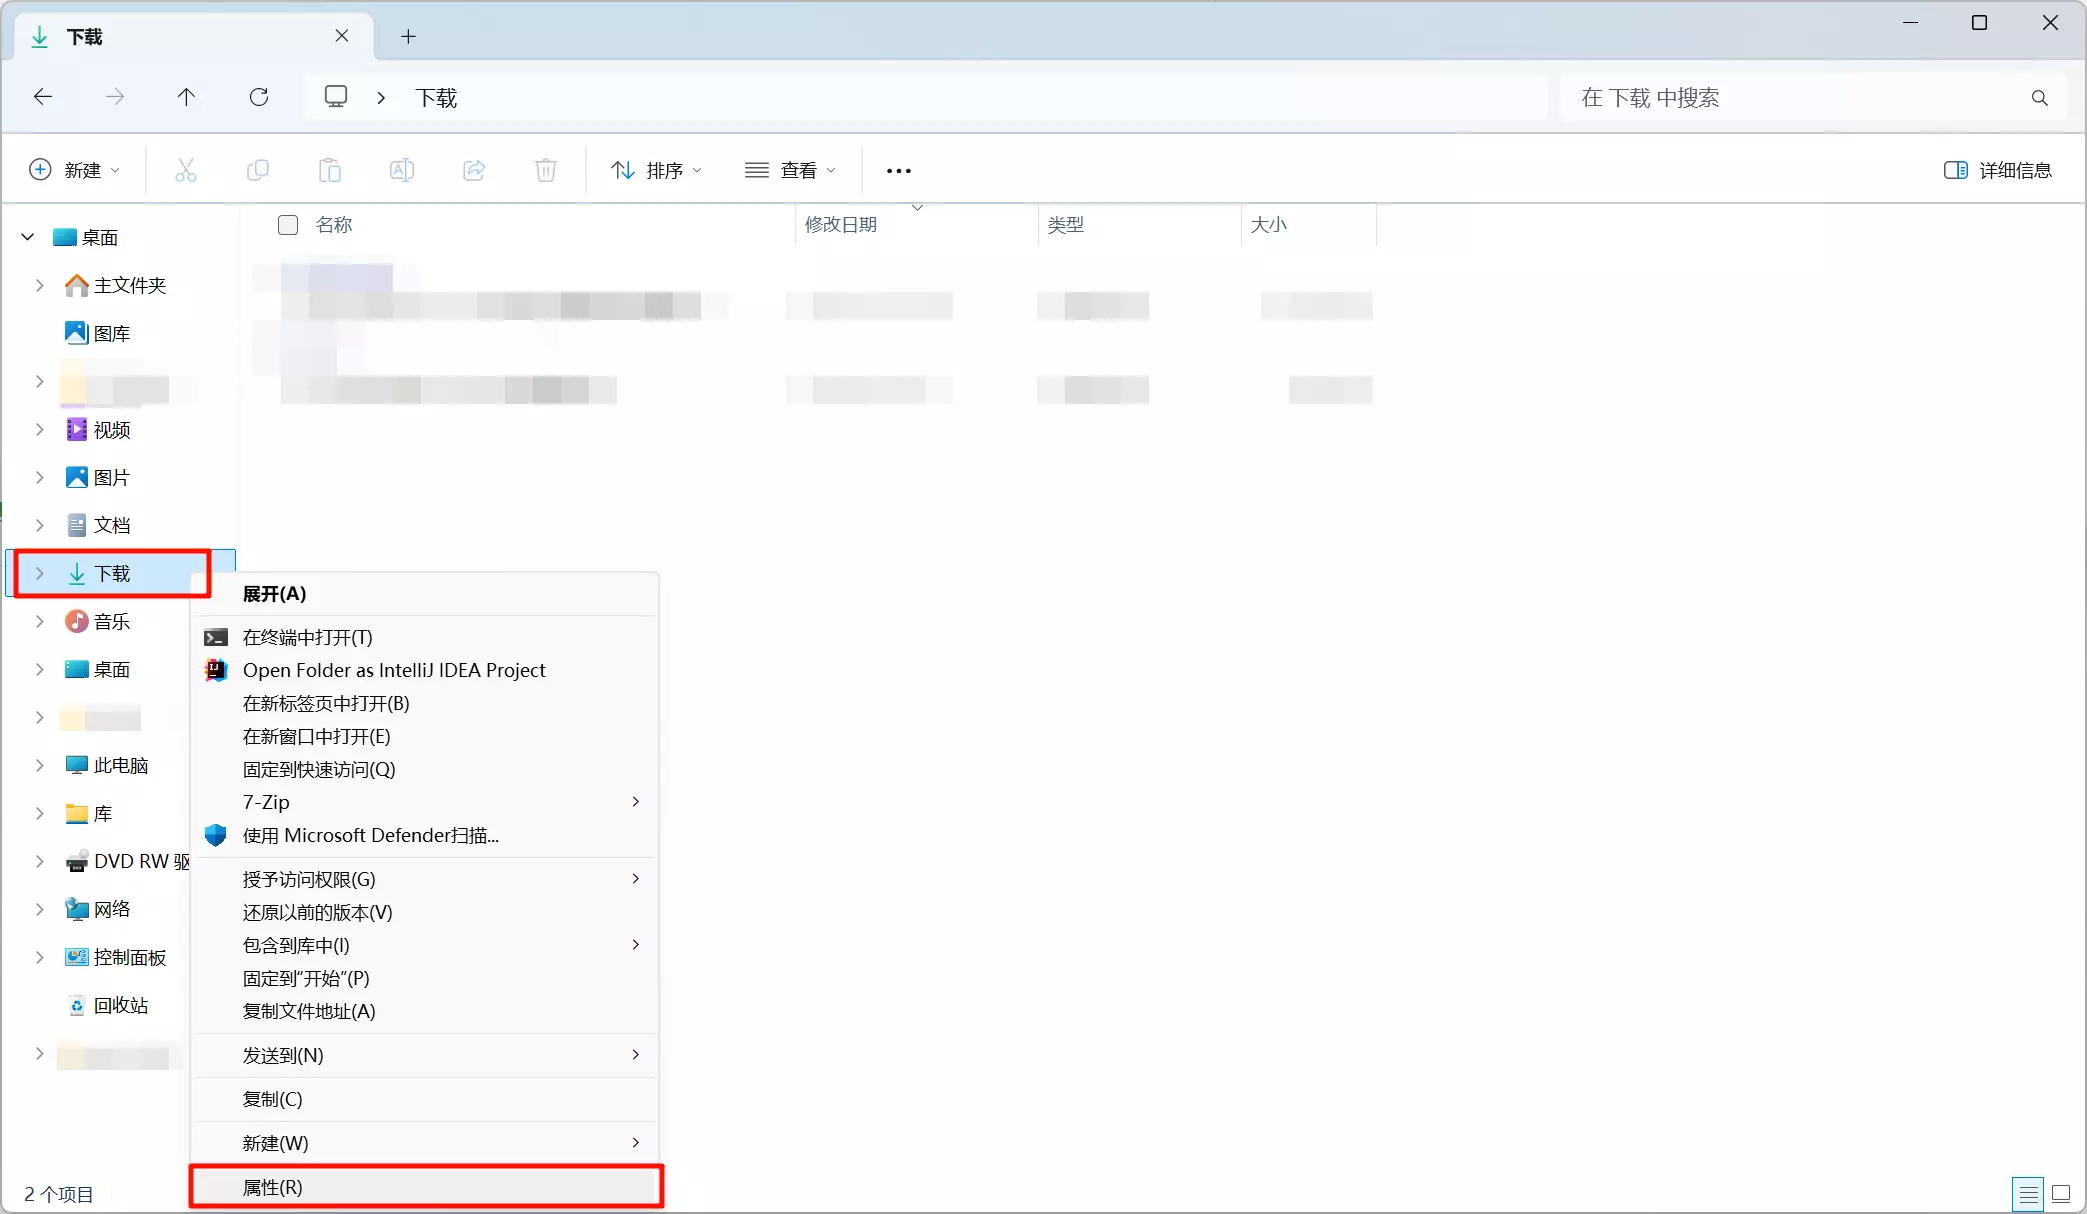 下载
下载
在 下载 中搜索
新建
排序
查看
详细信息
名称
修改日期
类型
大小
桌面
主文件夹
图库
视频
图片
文档
下载
音乐
桌面
此电脑
库
DVD RW 驱
网络
控制面板
回收站
展开(A)
在终端中打开(T)
Open Folder as IntelliJ IDEA Project
在新标签页中打开(B)
在新窗口中打开(E)
固定到快速访问(Q)
7-Zip
使用 Microsoft Defender扫描...
授予访问权限(G)
还原以前的版本(V)
包含到库中(I)
固定到“开始”(P)
复制文件地址(A)
发送到(N)
复制(C)
新建(W)
属性(R)
2 个项目